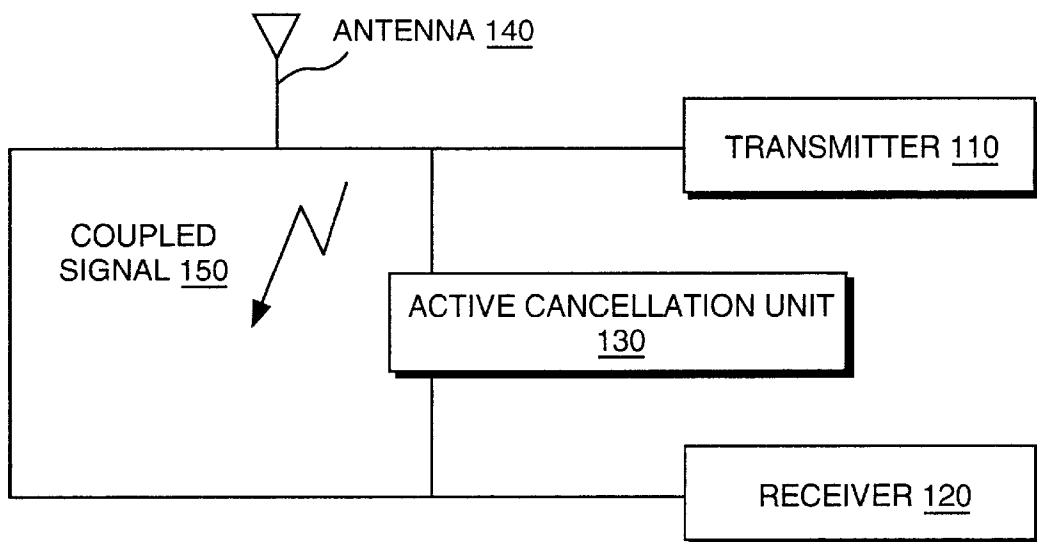 ANTENNA 140
TRANSMITTER 110
COUPLED
SIGNAL 150
ACTIVE CANCELLATION UNIT
130
RECEIVER 120